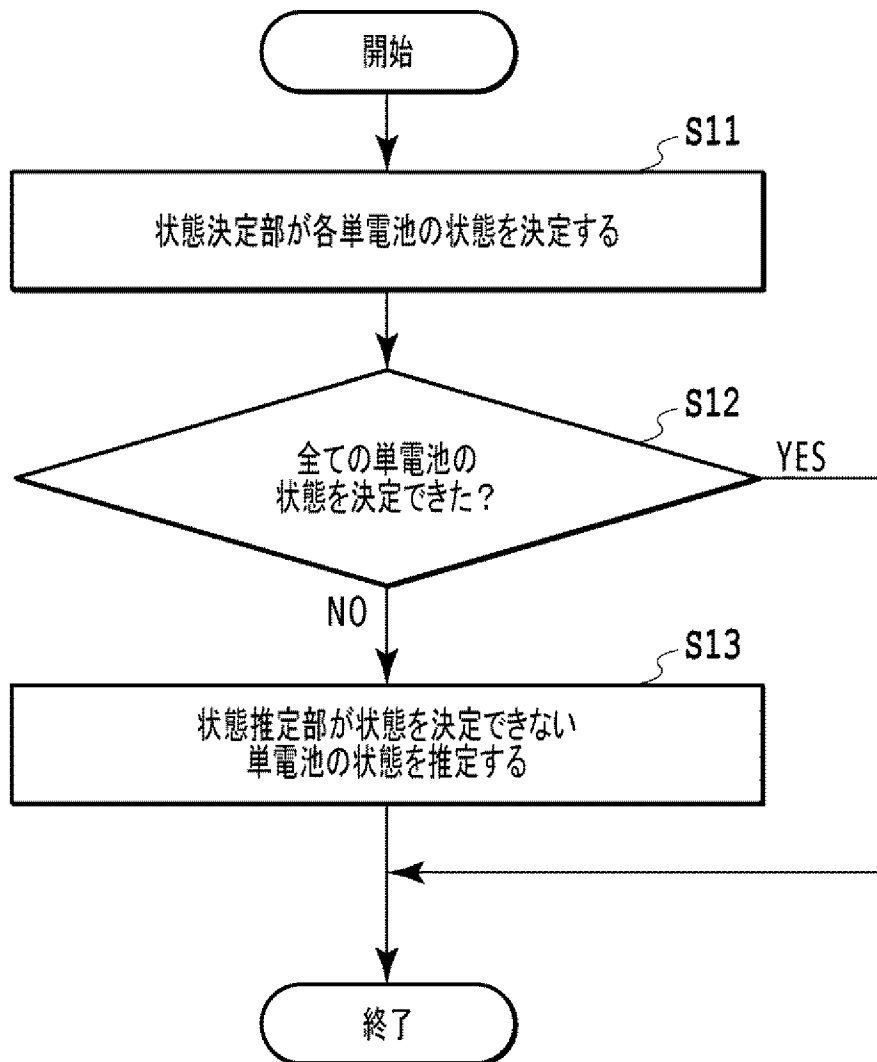 開始
S11
状態決定部が各単電池の状態を決定する
S12
全ての単電池の
状態を決定できた？
YES
NO
S13
状態推定部が状態を決定できない
単電池の状態を推定する
終了